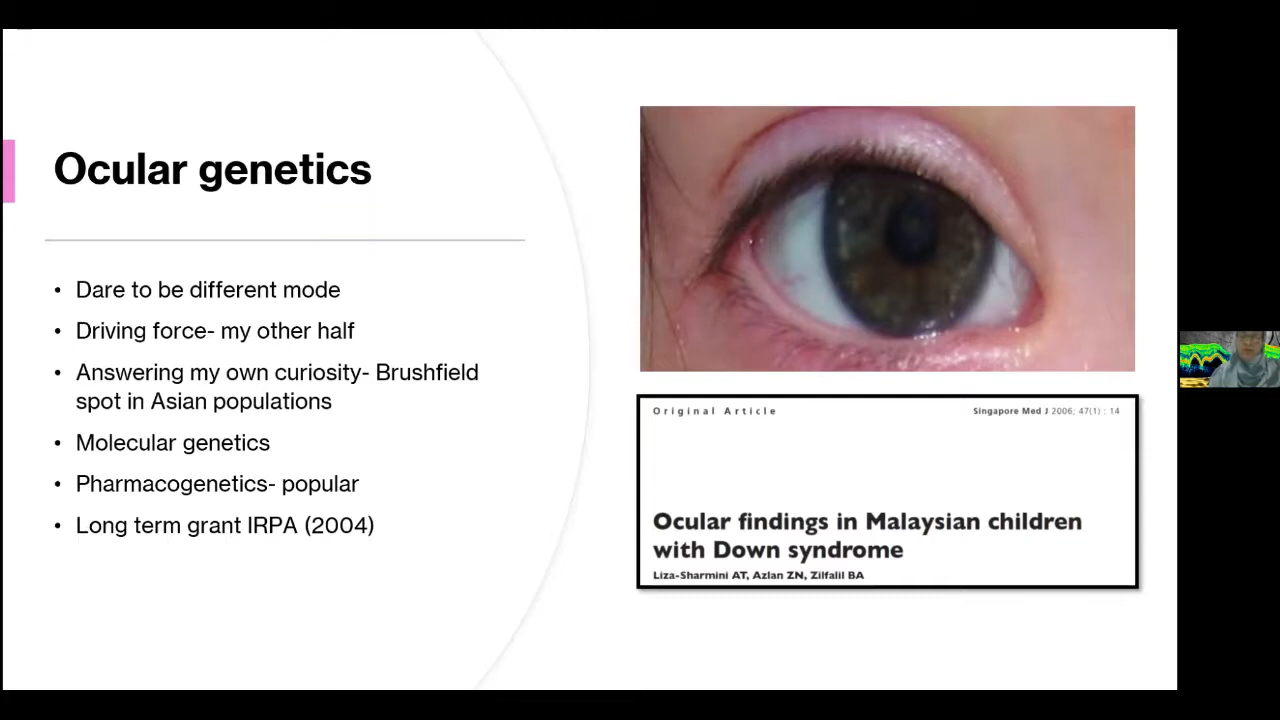 Ocular genetics
• Dare to be different mode
• Driving force- my other half
• Answering my own curiosity- Brushfield
spot in Asian populations
• Molecular genetics
• Pharmacogenetics- popular
• Long term grant IRPA (2004)
Original Article
Singapore Med J 2006; 47(1) : 14
Ocular findings in Malaysian children
with Down syndrome
Liza-Sharmini AT, Azlan ZN, Zilfalil BA